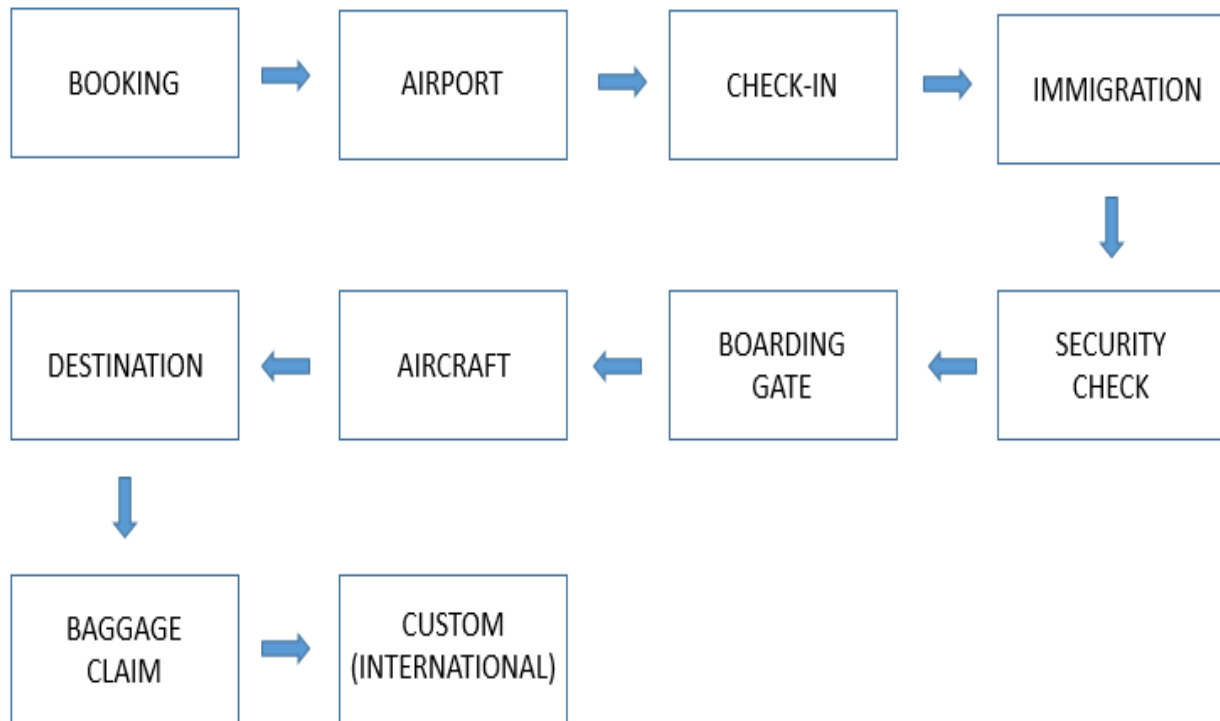 BOOKING
AIRPORT
CHECK-IN
IMMIGRATION
SECURITY
CHECK
BOARDING
GATE
AIRCRAFT
DESTINATION
BAGGAGE
CLAIM
CUSTOM
(INTERNATIONAL)